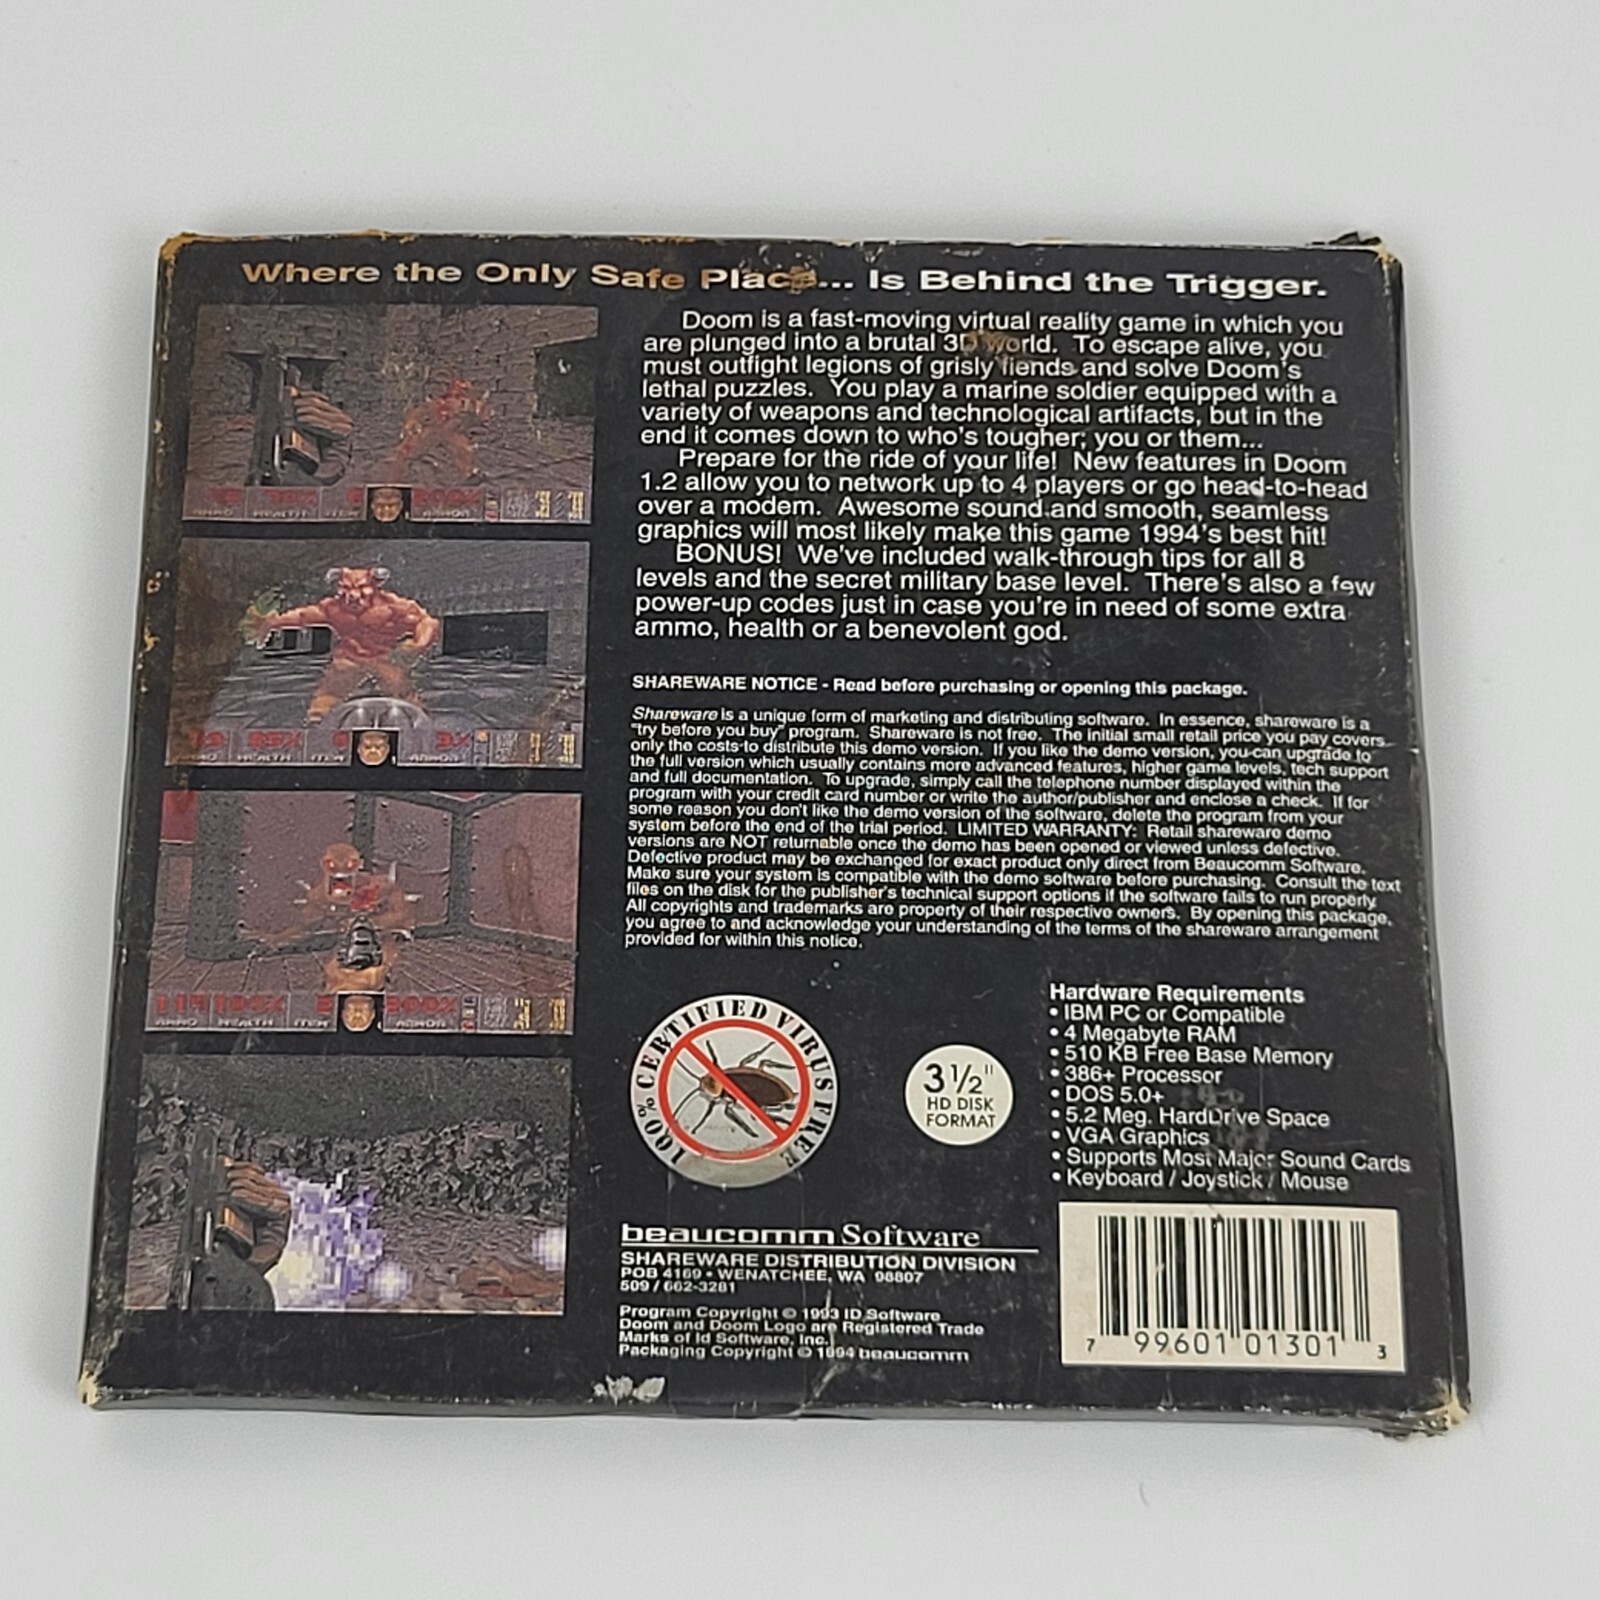 Where the Only Safe Place... Is Behind the Trigger.
Doom is a fast-moving virtual reality game in which you
are plunged into a brutal 3D world. To escape alive, you
must outfight legions of grisly fiends and solve Doom's
lethal puzzles. You play a marine soldier equipped with a
variety of weapons and technological artifacts, but in the
end it comes down to who's tougher; you or them...
Prepare for the ride of your life! New features in Doom
1.2 allow you to network up to 4 players or go head-to-head
over a modem. Awesome sound and smooth, seamless
graphics will most likely make this game 1994's best hit!
BONUS! We've included walk-through tips for all 8
levels and the secret military base level. There's also a few
power-up codes just in case you're in need of some extra
ammo, health or a benevolent god.
SHAREWARE NOTICE - Read before purchasing or opening this package.
Shareware is a unique form of marketing and distributing software. In essence, shareware is a
"try before you buy" program. Shareware is not free. The initial small retail price you pay covers
only the costs to distribute this demo version. If you like the demo version, you can upgrade to
the full version which usually contains more advanced features, higher game levels, tech support
and full documentation. To upgrade, simply call the telephone number displayed within the
program with your credit card number or write the author/publisher and enclose a check. If for
some reason you don't like the demo version of the software, delete the program from your
system before the end of the trial period. LIMITED WARRANTY: Retail shareware demo
versions are NOT returnable once the demo has been opened or viewed unless defective.
Defective product may be exchanged for exact product only direct from Beaucomm Software.
Make sure your system is compatible with the demo software before purchasing. Consult the text
files on the disk for the publisher's technical support options if the software fails to run properly.
All copyrights and trademarks are property of their respective owners. By opening this package,
you agree to and acknowledge your understanding of the terms of the shareware arrangement
provided for within this notice.
100% CERTIFIED VIRUS FREE
3 1/2"
HD DISK
FORMAT
Hardware Requirements
• IBM PC or Compatible
• 4 Megabyte RAM
• 510 KB Free Base Memory
• 386+ Processor
• DOS 5.0+
• 5.2 Meg. HardDrive Space
• VGA Graphics
• Supports Most Major Sound Cards
• Keyboard / Joystick / Mouse
beaucomm Software
SHAREWARE DISTRIBUTION DIVISION
POB 4169 • WENATCHEE, WA 98807
509 / 662-3281
Program Copyright © 1993 ID Software
Doom and Doom Logo are Registered Trade
Marks of Id Software, Inc.
Packaging Copyright © 1994 beaucomm
7 99601 01301 3